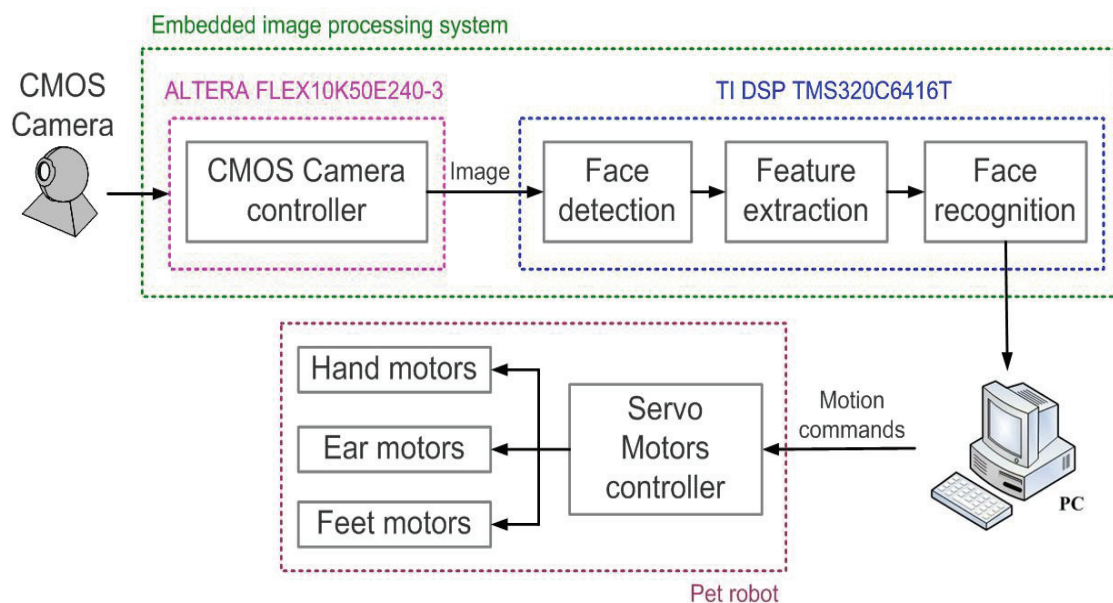 Embedded image processing system
CMOS
Camera
ALTERA FLEX10K50E240-3
TI DSP TMS320C6416T
CMOS Camera
controller
Image
Face
detection
Feature
extraction
Face
recognition
Hand motors
Ear motors
Feet motors
Servo
Motors
controller
Motion
commands
PC
Pet robot